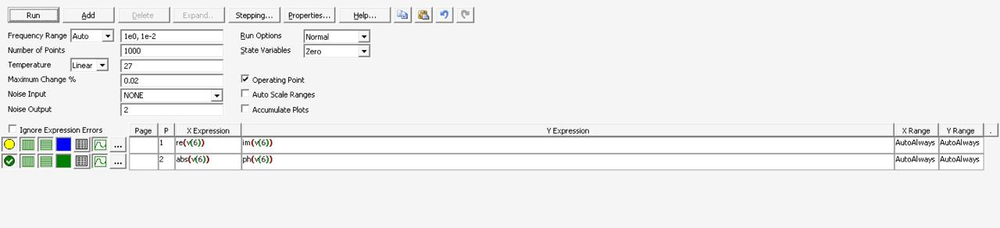 Run Add Delete Expand.. Stepping... Properties... Help...
Frequency Range Auto 1e0, 1e-2 Run Options Normal
Number of Points 1000 State Variables Zero
Temperature Linear 27
Maximum Change % 0.02 Operating Point
Noise Input NONE Auto Scale Ranges
Noise Output 2 Accumulate Plots
Ignore Expression Errors Page P X Expression Y Expression X Range Y Range .
... 1 re(v(6)) im(v(6)) AutoAlways AutoAlways
... 2 abs(v(6)) ph(v(6)) AutoAlways AutoAlways